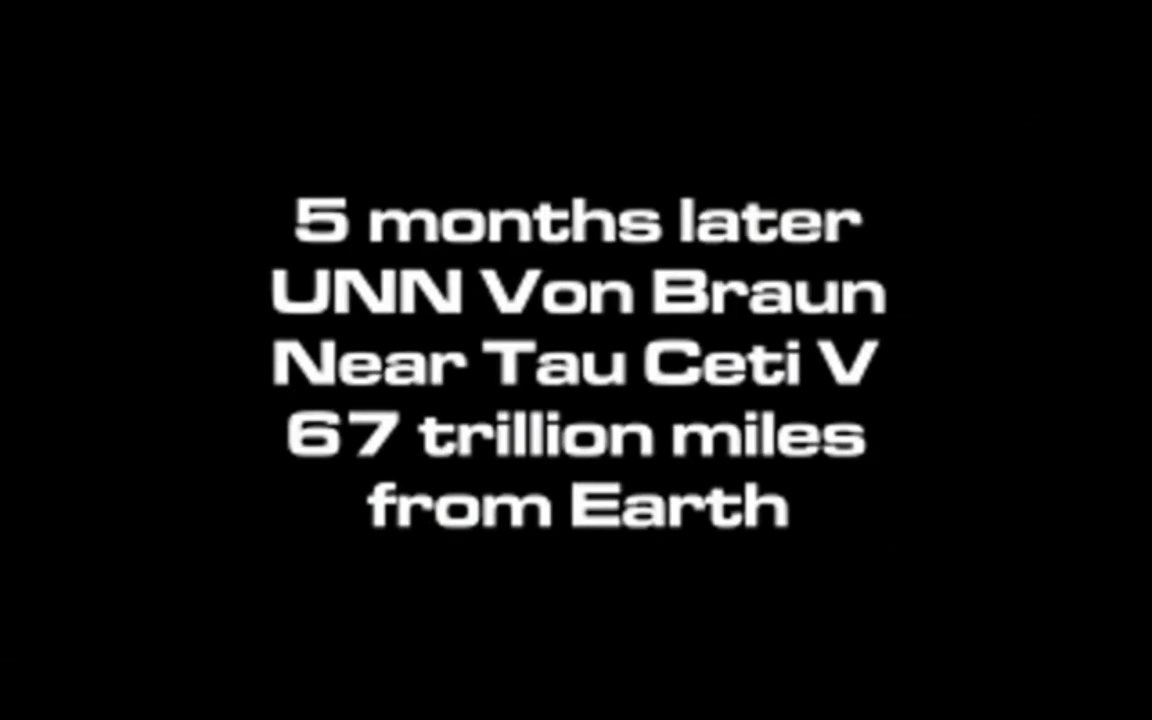 5 months later
UNN Von Braun
Near Tau Ceti V
67 trillion miles
from Earth